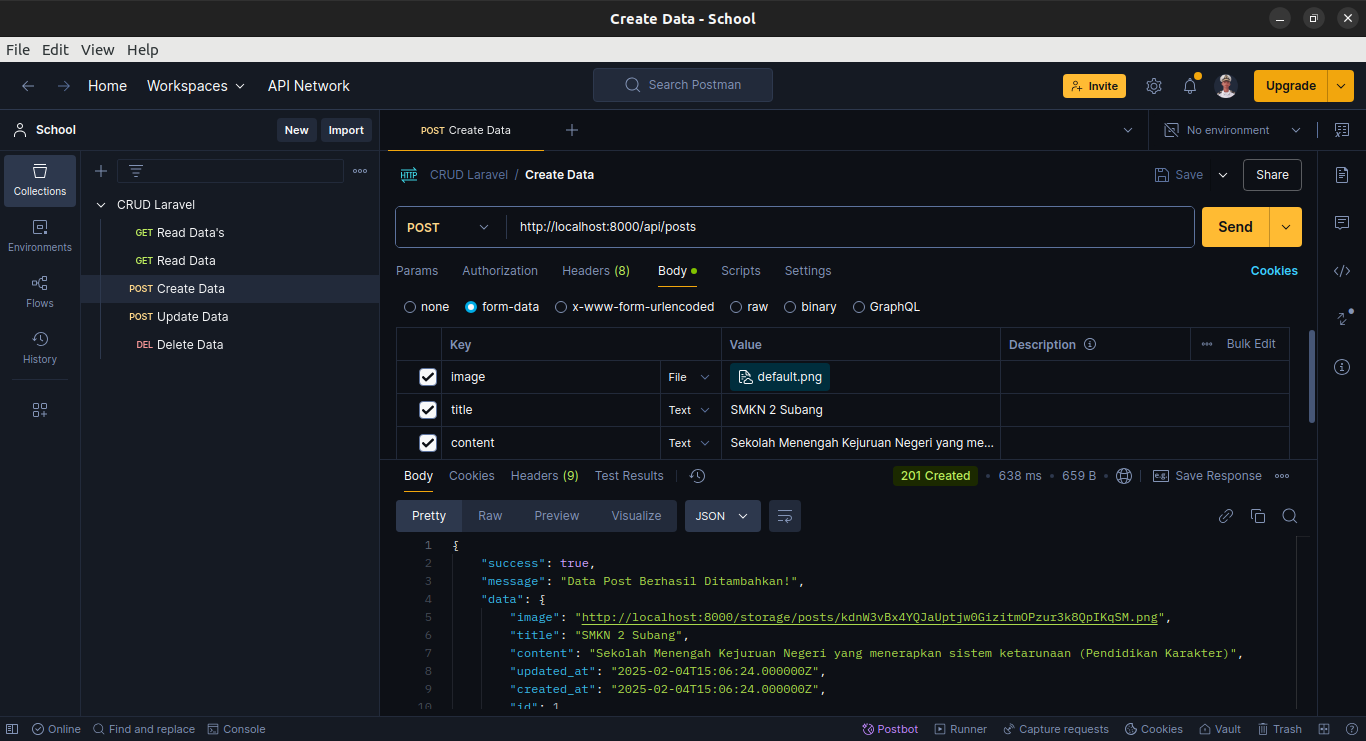 Create Data - School
File Edit View Help
Home Workspaces API Network Search Postman Invite Upgrade
School New Import POST Create Data No environment
Collections
Environments
Flows
History
CRUD Laravel
GET Read Data's
GET Read Data
POST Create Data
POST Update Data
DEL Delete Data
HTTP CRUD Laravel / Create Data Save Share
POST http://localhost:8000/api/posts Send
Params Authorization Headers (8) Body Scripts Settings Cookies
none form-data x-www-form-urlencoded raw binary GraphQL
Key Value Description Bulk Edit
image File default.png
title Text SMKN 2 Subang
content Text Sekolah Menengah Kejuruan Negeri yang me...
Body Cookies Headers (9) Test Results 201 Created • 638 ms • 659 B • e.g. Save Response
Pretty Raw Preview Visualize JSON
1 {
2 "success": true,
3 "message": "Data Post Berhasil Ditambahkan!",
4 "data": {
5 "image": "http://localhost:8000/storage/posts/kdnW3vBx4YQJaUptjw0GizitmOPzur3k8QpIKqSM.png",
6 "title": "SMKN 2 Subang",
7 "content": "Sekolah Menengah Kejuruan Negeri yang menerapkan sistem ketarunaan (Pendidikan Karakter)",
8 "updated_at": "2025-02-04T15:06:24.000000Z",
9 "created_at": "2025-02-04T15:06:24.000000Z",
10 "id": 1
Online Find and replace Console Postbot Runner Capture requests Cookies Vault Trash